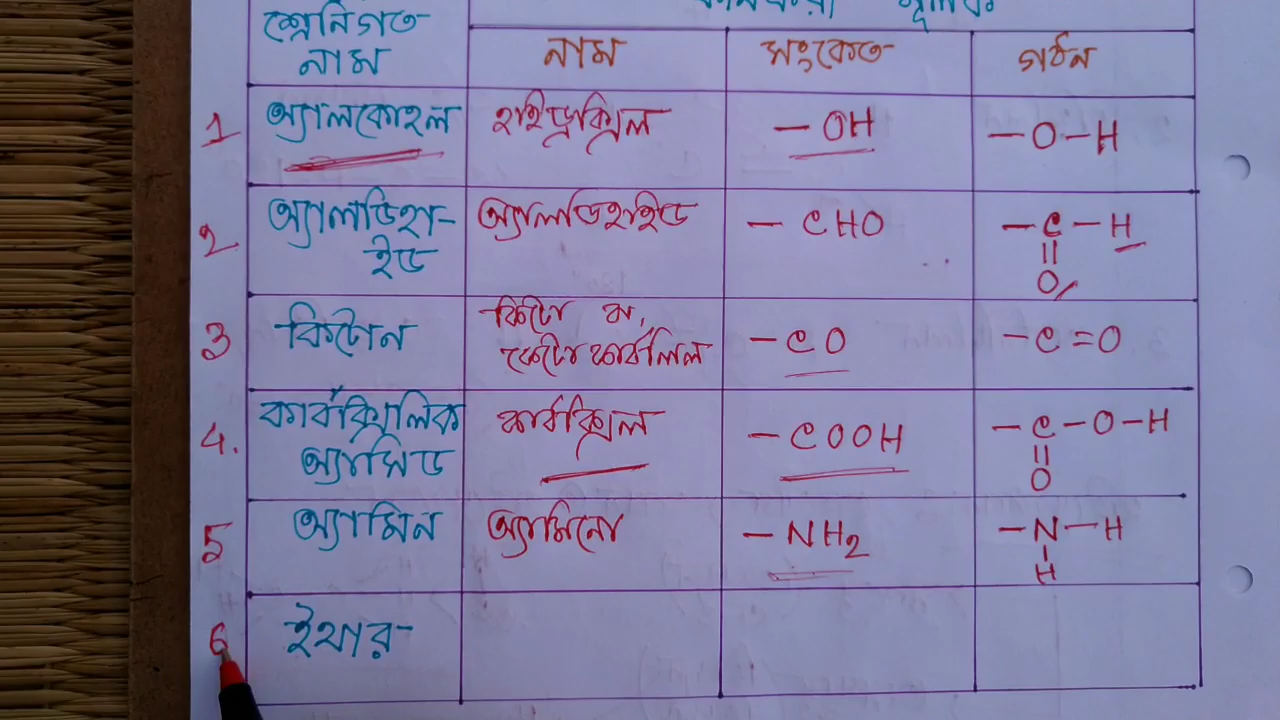 শ্রেনিগত
নাম
নাম সংকেত গঠন
1 অ্যালকোহল হাইড্রক্সিল – OH – O – H
২ অ্যালডিহা- অ্যালডিহাইড – CHO – C – H
ইড ||
O
3 কিটোন কিটো বা, – CO – C = O
কেটো কার্বনিল
4. কার্বক্সিলিক কার্বক্সিল – COOH – C – O – H
অ্যাসিড ||
O
5 অ্যামিন অ্যামিনো – NH₂ – N – H
|
H
6 ইথার